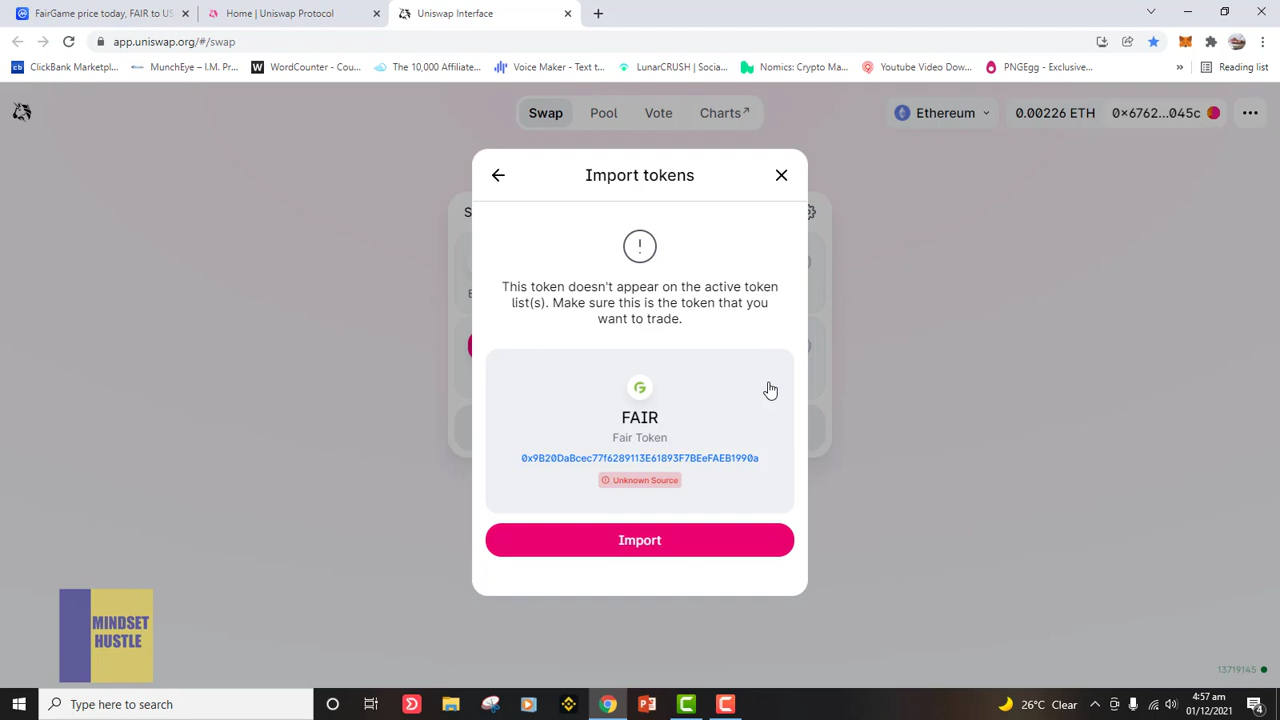 FairGame price today, FAIR to US
Home | Uniswap Protocol
Uniswap Interface
app.uniswap.org/#/swap
ClickBank Marketpl...
MunchEye – I.M. Pr...
WordCounter - Cou...
The 10,000 Affiliate...
Voice Maker - Text t...
LunarCRUSH | Socia...
Nomics: Crypto Ma...
Youtube Video Dow...
PNGEgg - Exclusive...
»
Reading list
Swap
Pool
Vote
Charts↗
Ethereum
0.00226 ETH
0x6762...045c
Import tokens
This token doesn't appear on the active token
list(s). Make sure this is the token that you
want to trade.
FAIR
Fair Token
0x9B20DaBcec77f6289113E61893F7BEeFAEB1990a
Unknown Source
Import
MINDSET
HUSTLE
13719145
Type here to search
26°C Clear
4:57 am
01/12/2021